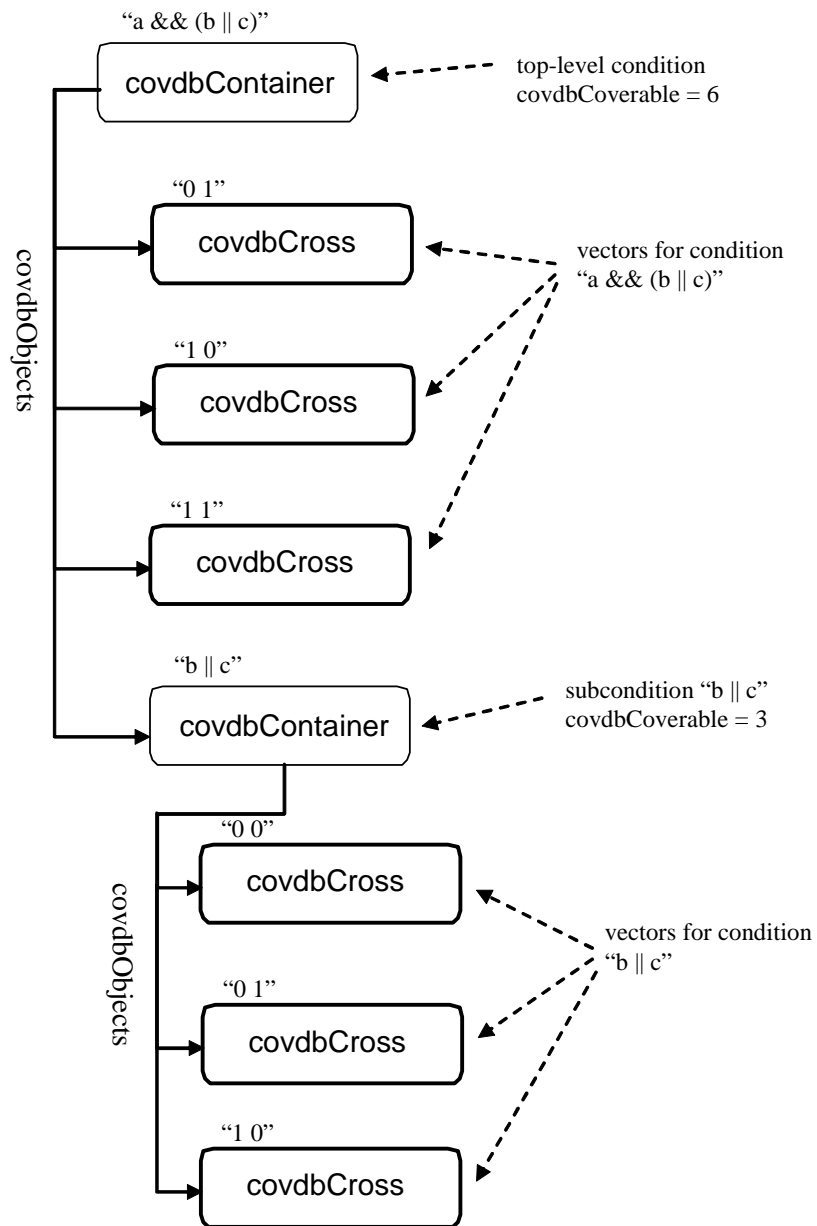 “a && (b || c)”
covdbContainer
top-level condition
covdbCoverable = 6
“0 1”
covdbCross
vectors for condition
“a && (b || c)”
covdbObjects
“1 0”
covdbCross
“1 1”
covdbCross
“b || c”
covdbContainer
subcondition “b || c”
covdbCoverable = 3
“0 0”
covdbCross
covdbObjects
vectors for condition
“b || c”
“0 1”
covdbCross
“1 0”
covdbCross